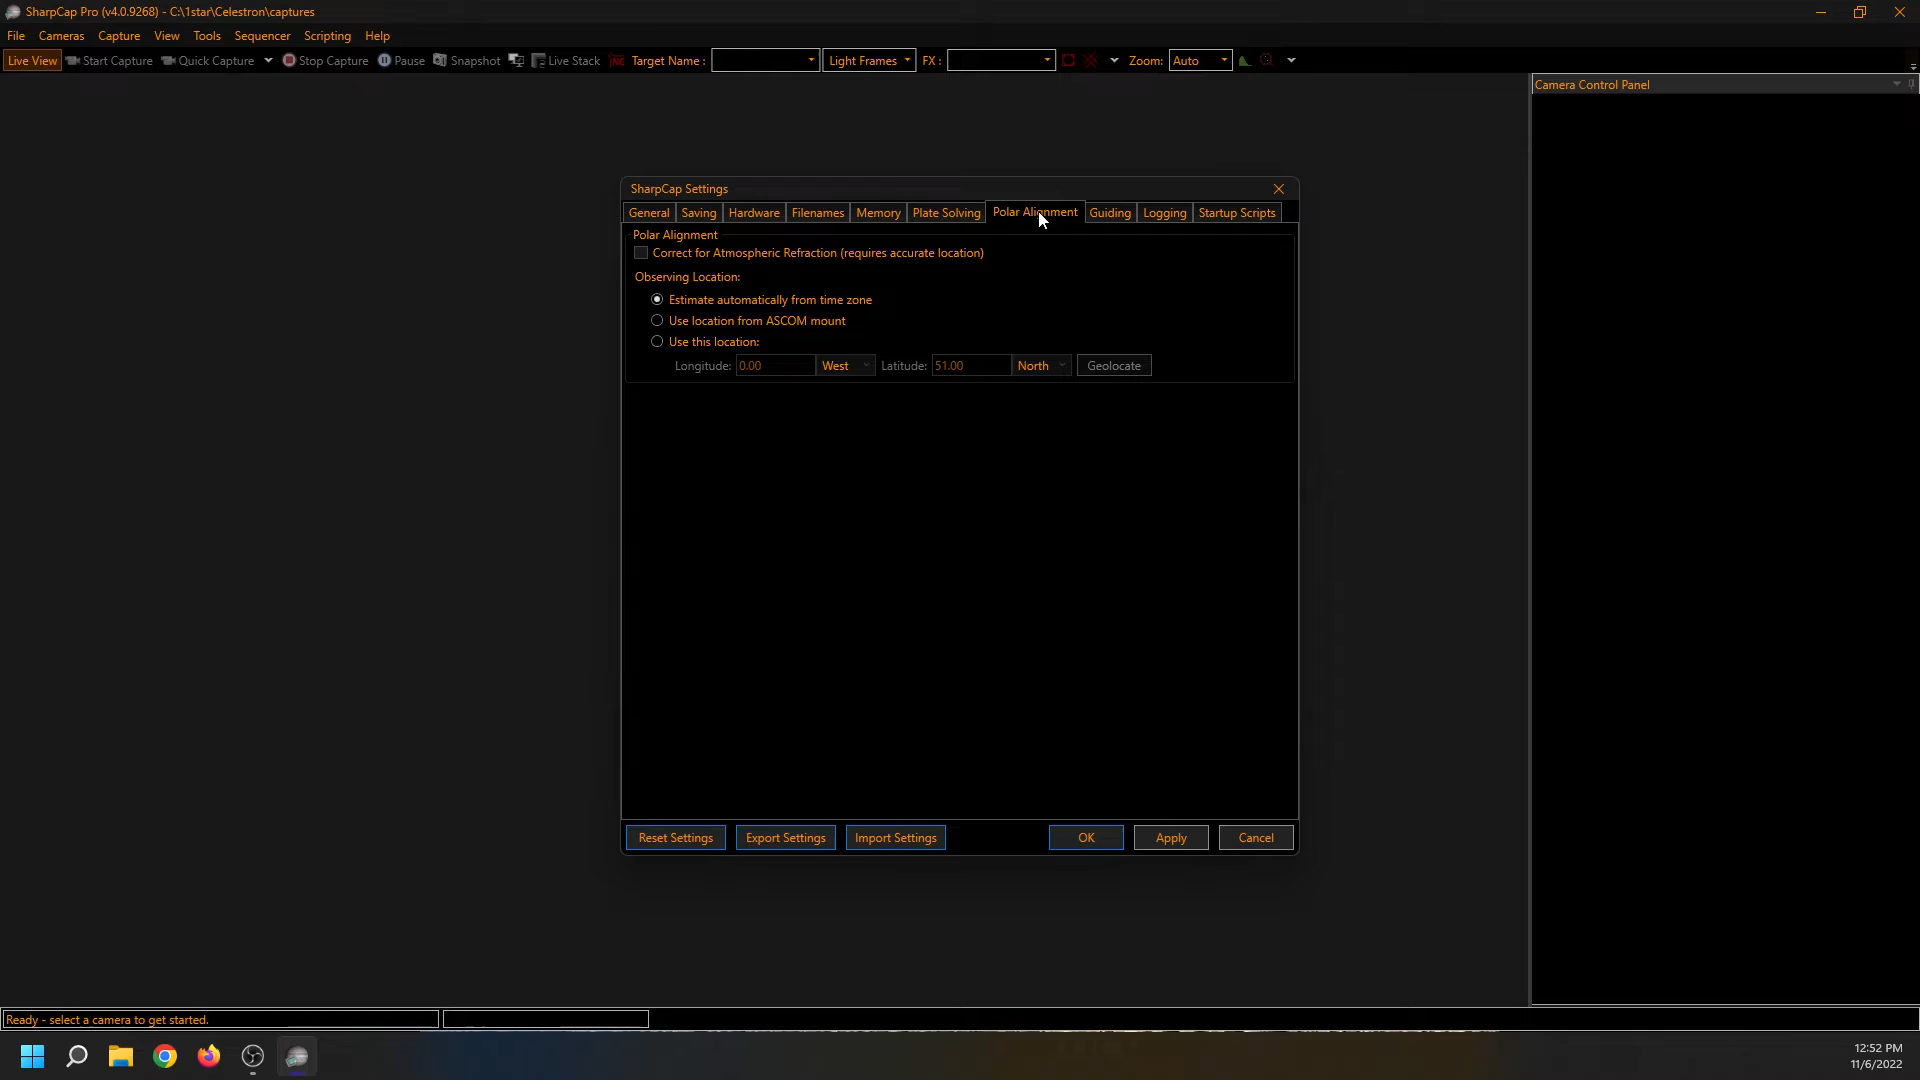 SharpCap Pro (v4.0.9268) - C:\1star\Celestron\captures
File Cameras Capture View Tools Sequencer Scripting Help
Live View Start Capture Quick Capture Stop Capture Pause Snapshot Live Stack Target Name : Light Frames FX : Zoom: Auto
Camera Control Panel
SharpCap Settings
General Saving Hardware Filenames Memory Plate Solving Polar Alignment Guiding Logging Startup Scripts
Polar Alignment
Correct for Atmospheric Refraction (requires accurate location)
Observing Location:
Estimate automatically from time zone
Use location from ASCOM mount
Use this location:
Longitude: 0.00 West Latitude: 51.00 North Geolocate
Reset Settings Export Settings Import Settings OK Apply Cancel
Ready - select a camera to get started.
12:52 PM
11/6/2022